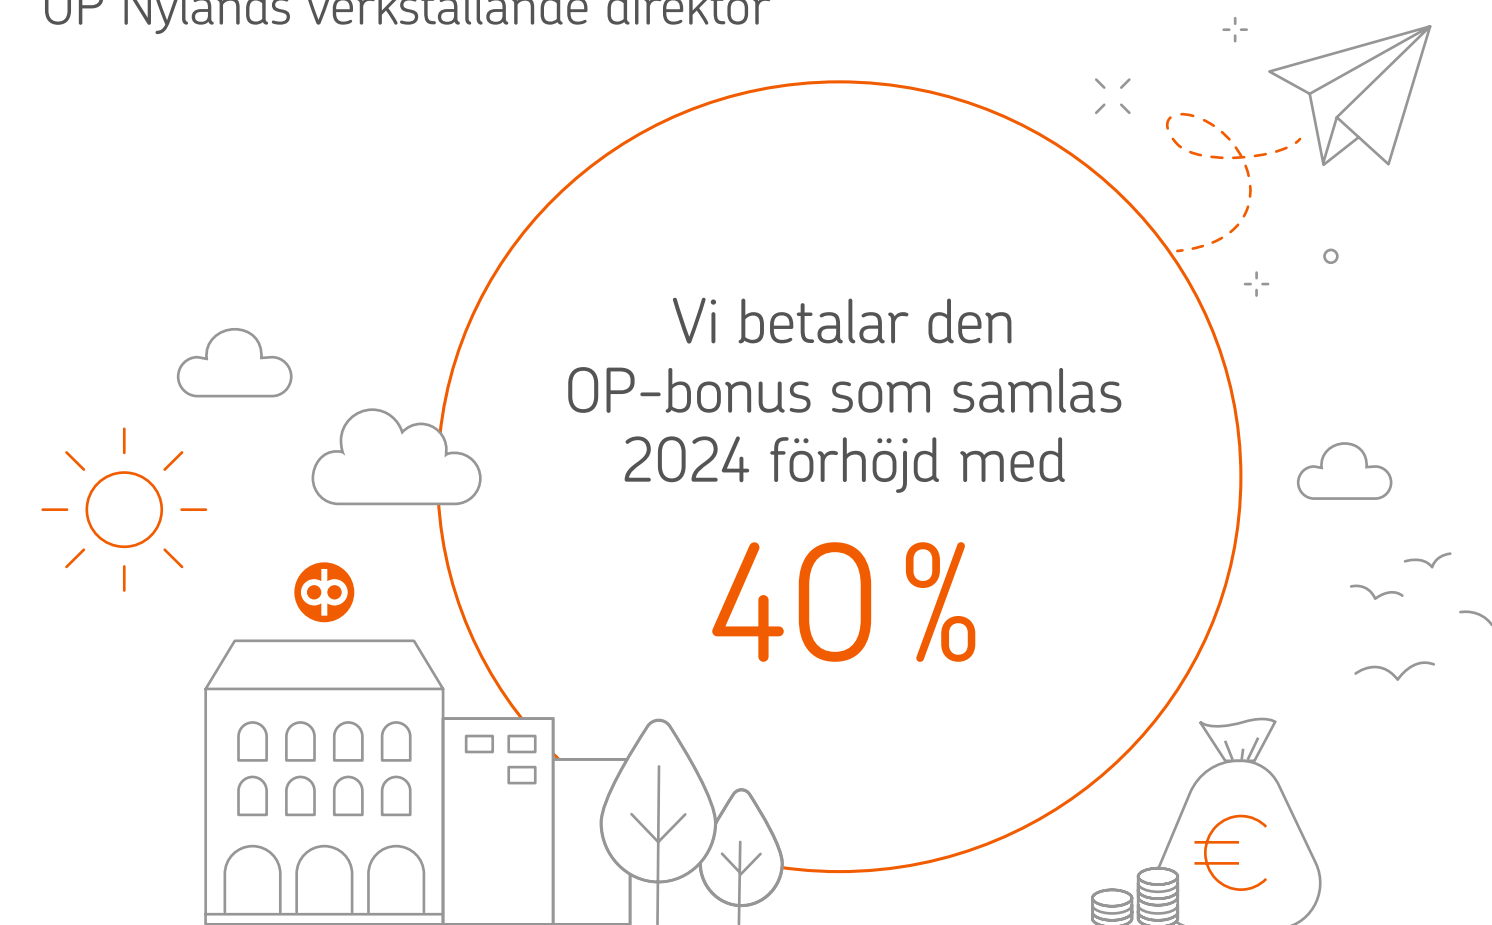 OP Nylands verkställande direktör
Vi betalar den
OP-bonus som samlas
2024 förhöjd med
40 %